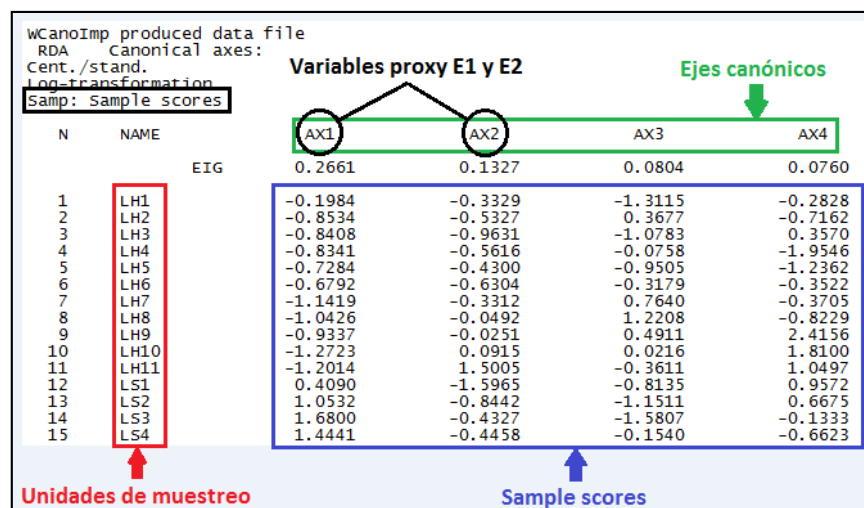 WCanoImp produced data file
RDA Canonical axes:
Cent./stand.
Log-transformation
Samp: Sample scores
Variables proxy E1 y E2
Ejes canónicos
N NAME AX1 AX2 AX3 AX4
EIG 0.2661 0.1327 0.0804 0.0760
1 LH1 -0.1984 -0.3329 -1.3115 -0.2828
2 LH2 -0.8534 -0.5327 0.3677 -0.7162
3 LH3 -0.8408 -0.9631 -1.0783 0.3570
4 LH4 -0.8341 -0.5616 -0.0758 -1.9546
5 LH5 -0.7284 -0.4300 -0.9505 -1.2362
6 LH6 -0.6792 -0.6304 -0.3179 -0.3522
7 LH7 -1.1419 -0.3312 0.7640 -0.3705
8 LH8 -1.0426 -0.0492 1.2208 -0.8229
9 LH9 -0.9337 -0.0251 0.4911 2.4156
10 LH10 -1.2723 0.0915 0.0216 1.8100
11 LH11 -1.2014 1.5005 -0.3611 1.0497
12 LS1 0.4090 -1.5965 -0.8135 0.9572
13 LS2 1.0532 -0.8442 -1.1511 0.6675
14 LS3 1.6800 -0.4327 -1.5807 -0.1333
15 LS4 1.4441 -0.4458 -0.1540 -0.6623
Unidades de muestreo
Sample scores